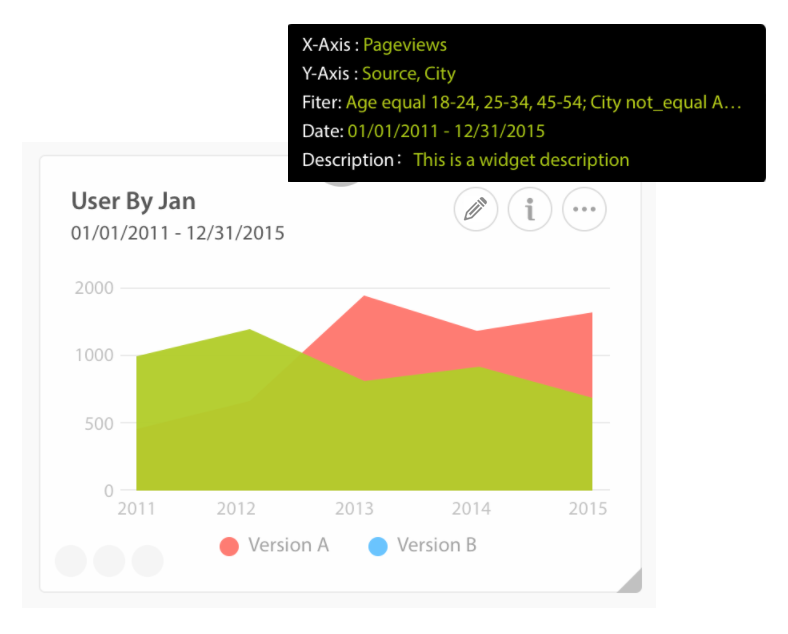 X-Axis : Pageviews
Y-Axis : Source, City
Fiter: Age equal 18-24, 25-34, 45-54; City not_equal A...
Date: 01/01/2011 - 12/31/2015
Description： This is a widget description
User By Jan
01/01/2011 - 12/31/2015
2000
1000
500
0
2011 2012 2013 2014 2015
Version A Version B